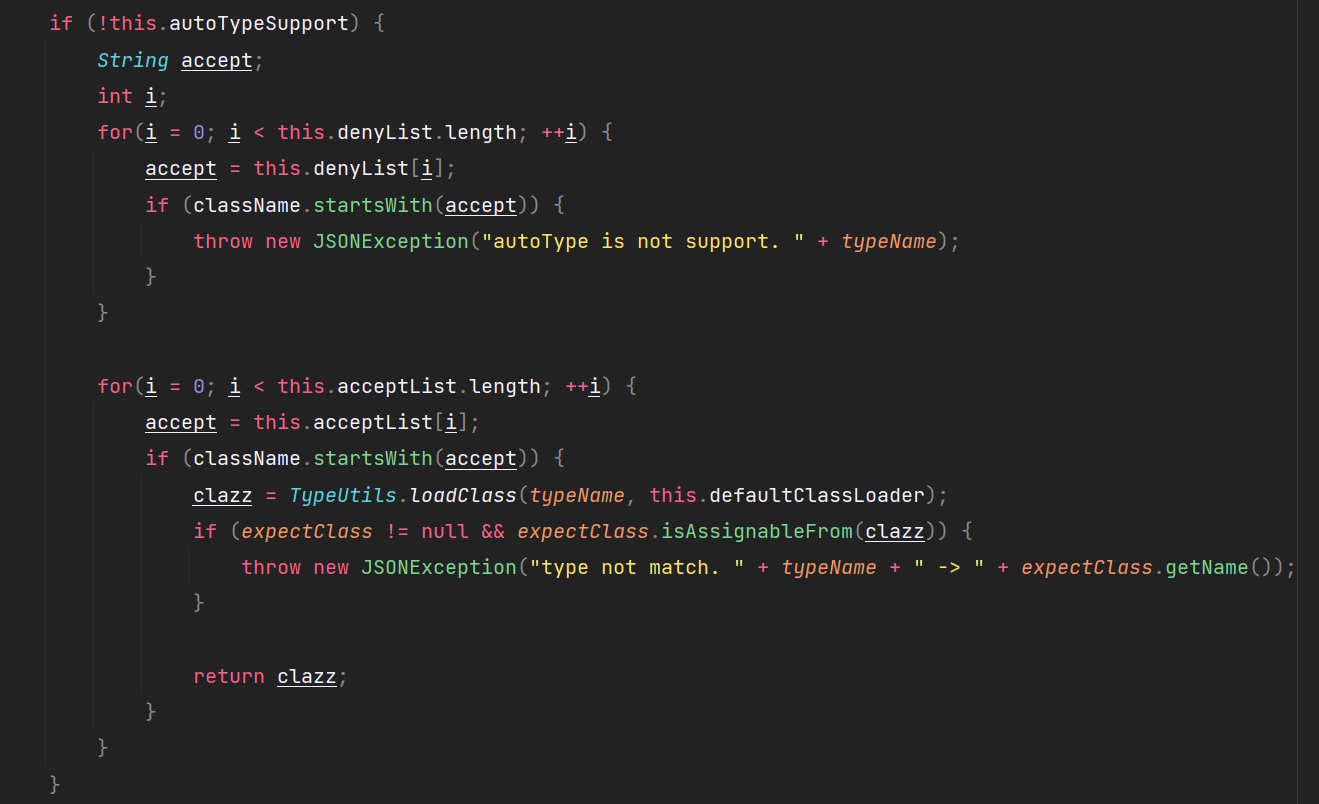 if (!this.autoTypeSupport) {
String accept;
int i;
for(i = 0; i < this.denyList.length; ++i) {
accept = this.denyList[i];
if (className.startsWith(accept)) {
throw new JSONException("autoType is not support. " + typeName);
}
}
for(i = 0; i < this.acceptList.length; ++i) {
accept = this.acceptList[i];
if (className.startsWith(accept)) {
clazz = TypeUtils.loadClass(typeName, this.defaultClassLoader);
if (expectClass != null && expectClass.isAssignableFrom(clazz)) {
throw new JSONException("type not match. " + typeName + " -> " + expectClass.getName());
}
return clazz;
}
}
}